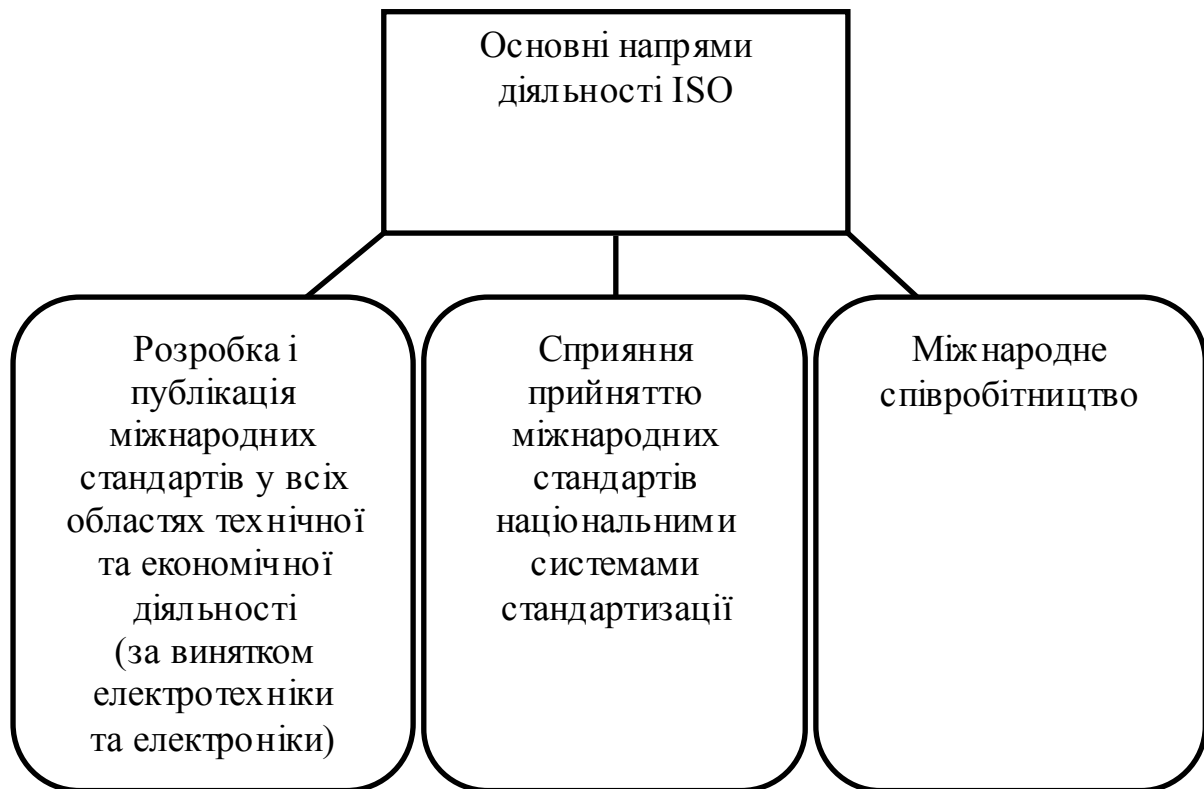 Основні напрями
діяльності ISO
Розробка і
публікація
міжнародних
стандартів у всіх
областях технічної
та економічної
діяльності
(за винятком
електротехніки
та електроніки)
Сприяння
прийняттю
міжнародних
стандартів
національними
системами
стандартизації
Міжнародне
співробітництво